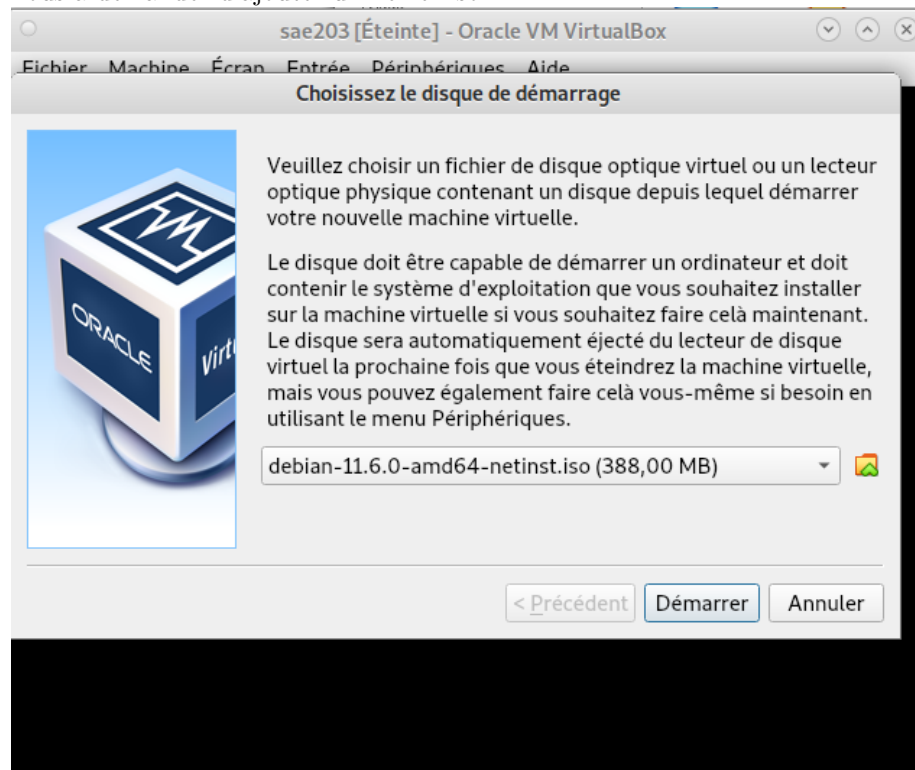 sae203 [Éteinte] - Oracle VM VirtualBox
Fichier Machine Écran Entrée Périphériques Aide
Choisissez le disque de démarrage
Veuillez choisir un fichier de disque optique virtuel ou un lecteur
optique physique contenant un disque depuis lequel démarrer
votre nouvelle machine virtuelle.
Le disque doit être capable de démarrer un ordinateur et doit
contenir le système d'exploitation que vous souhaitez installer
sur la machine virtuelle si vous souhaitez faire celà maintenant.
Le disque sera automatiquement éjecté du lecteur de disque
virtuel la prochaine fois que vous éteindrez la machine virtuelle,
mais vous pouvez également faire celà vous-même si besoin en
utilisant le menu Périphériques.
ORACLE
Virt
debian-11.6.0-amd64-netinst.iso (388,00 MB)
< Précédent Démarrer Annuler